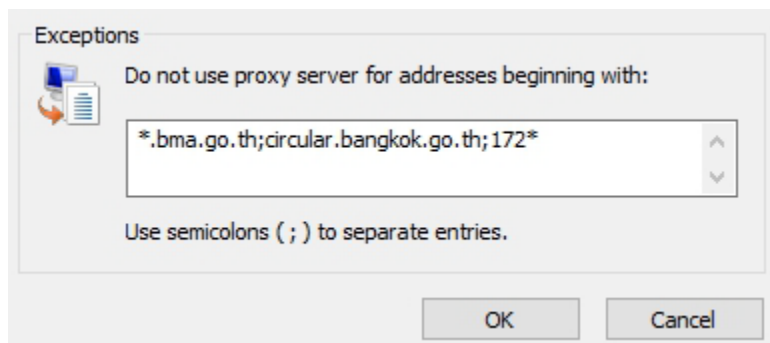 Exceptions
Do not use proxy server for addresses beginning with:
*.bma.go.th;circular.bangkok.go.th;172*
Use semicolons ( ; ) to separate entries.
OK
Cancel